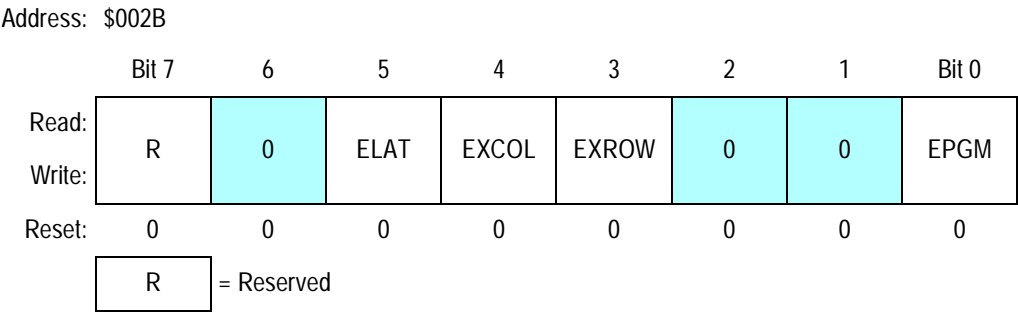 Address: $002B
Bit 7 6 5 4 3 2 1 Bit 0
Read:
R 0 ELAT EXCOL EXROW 0 0 EPGM
Write:
Reset: 0 0 0 0 0 0 0 0
R = Reserved